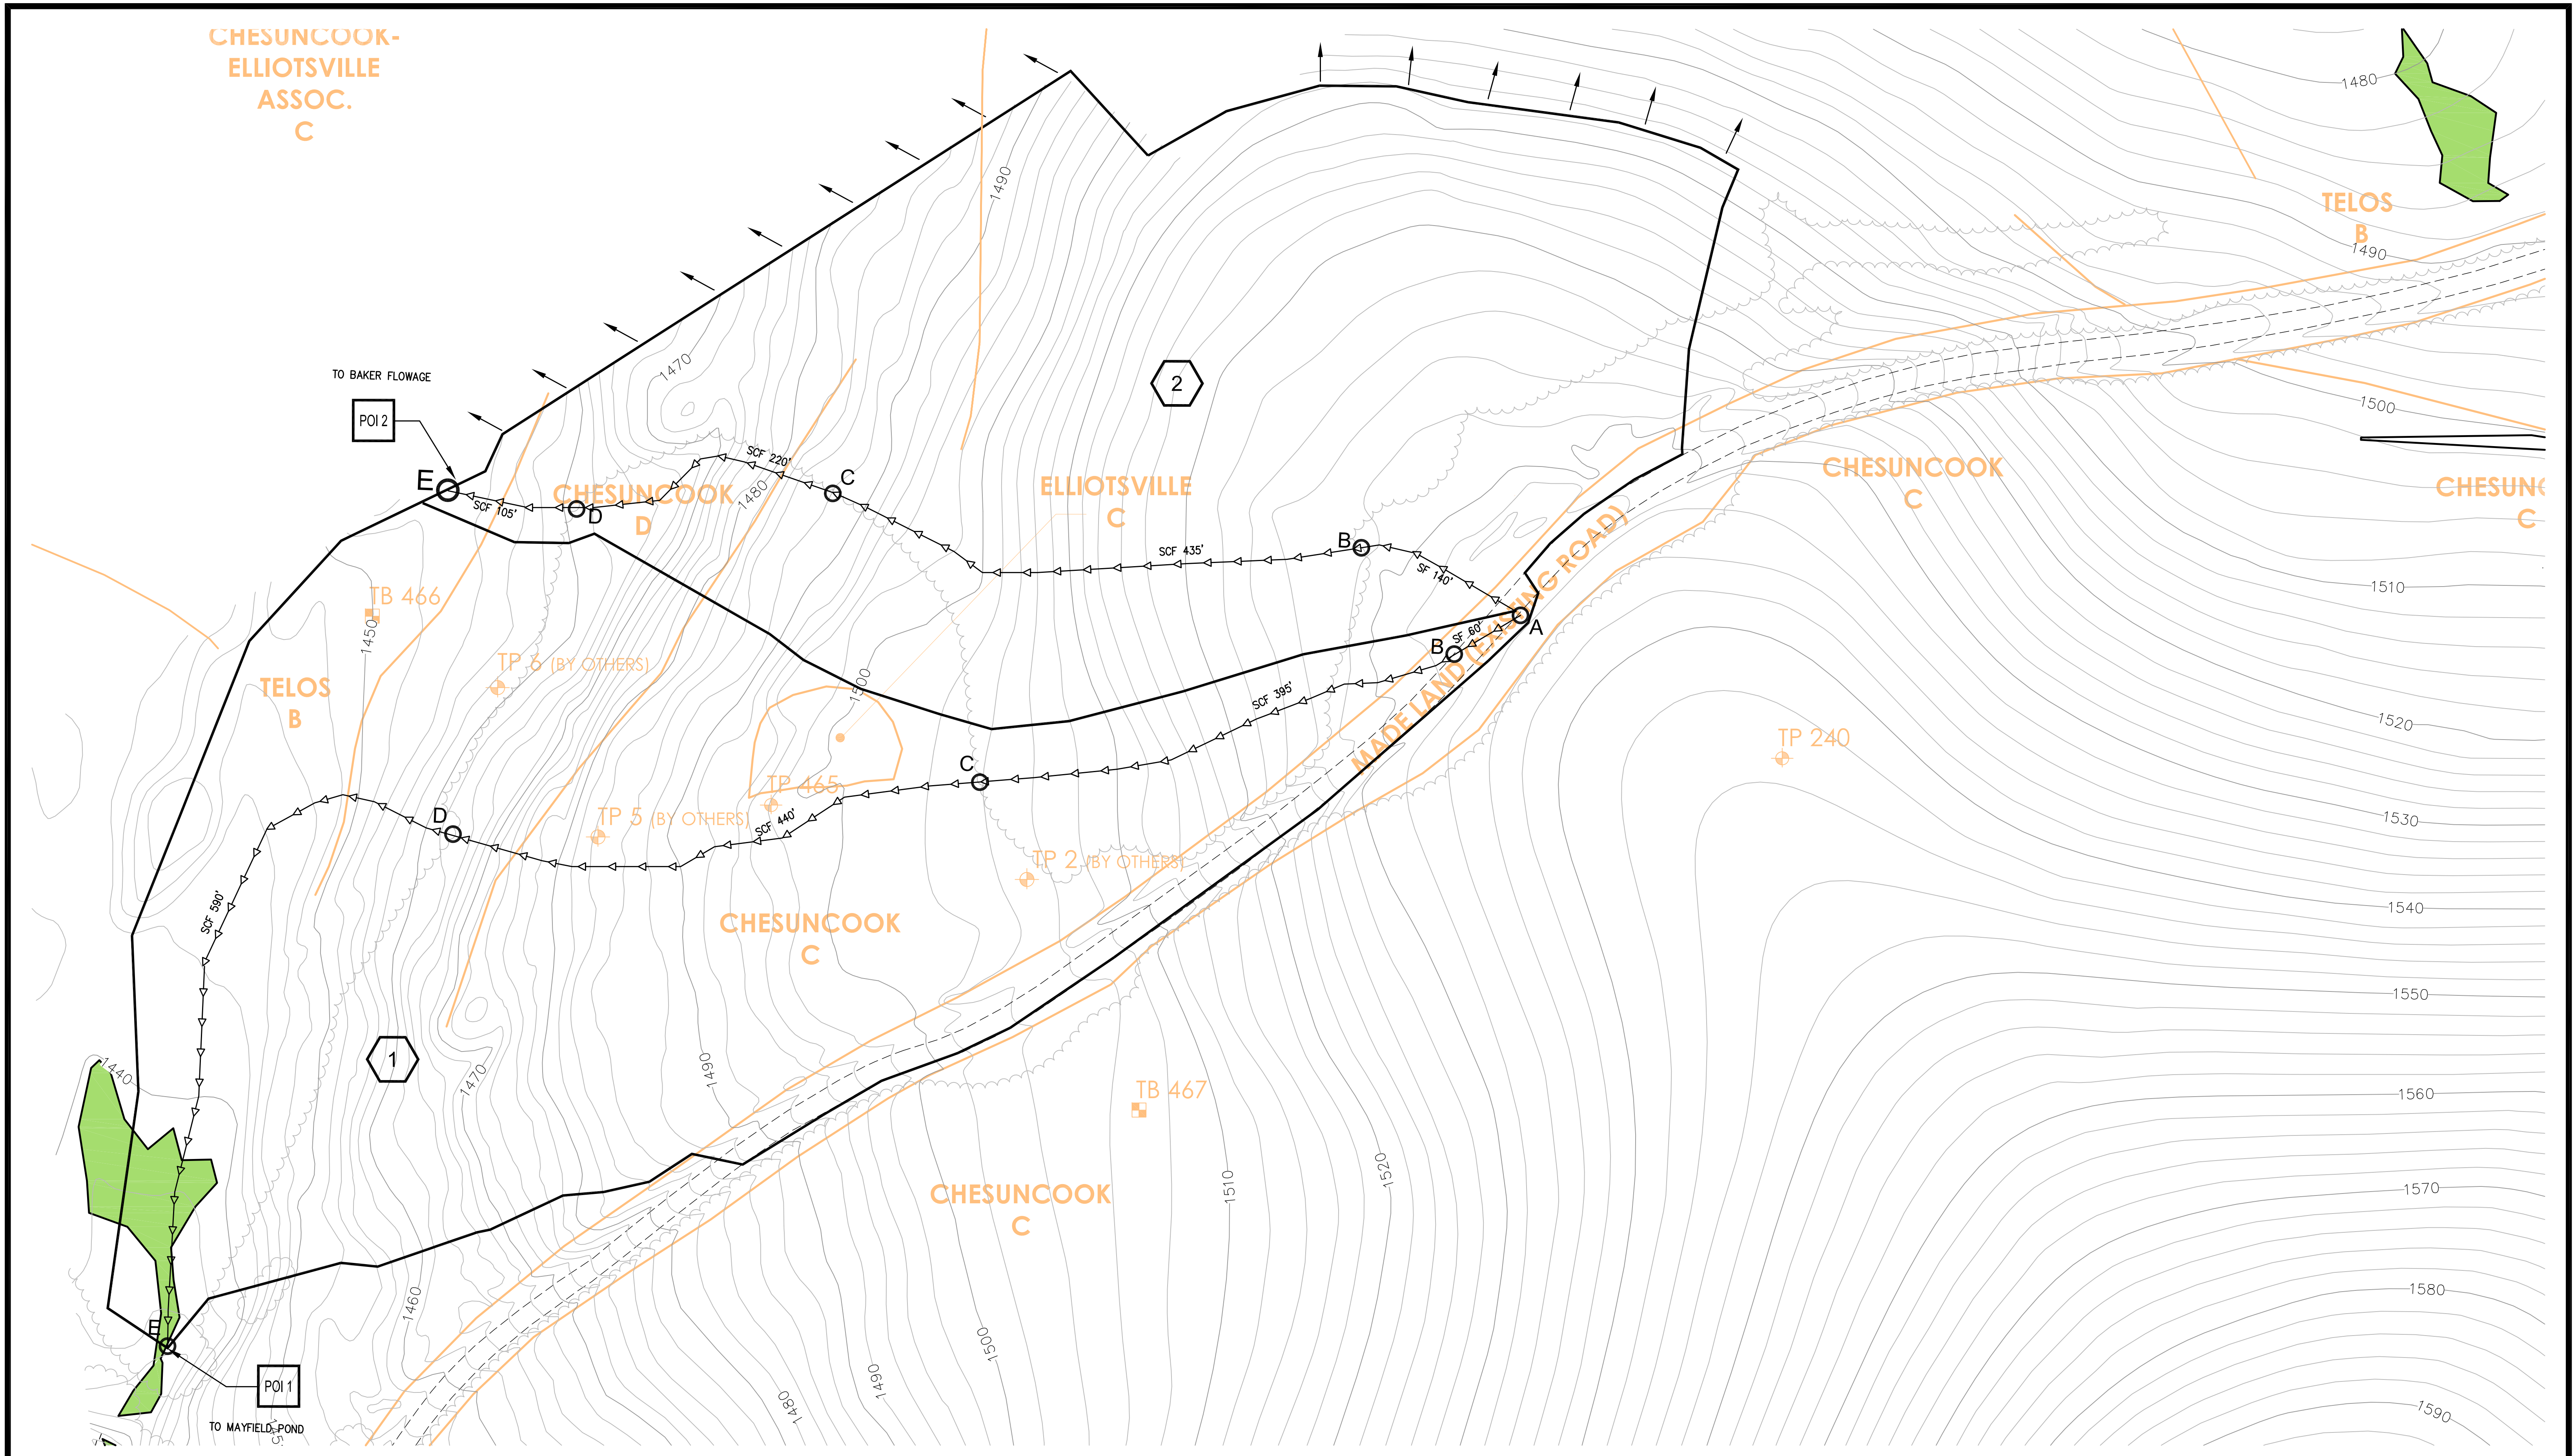 CHESUNCOOK-
ELLIOTSVILLE
ASSOC.
C
1480
TELOS
B
1490
1490
1470
TO BAKER FLOWAGE
POI 2
2
1500
E
SCF 105'
D
CHESUNCOOK
D
SCF 220'
1480
C
ELLIOTSVILLE
C
SCF 435'
B
SF 140'
A
CHESUNCOOK
C
CHESUNC
C
MADE LAND (EXISTING ROAD)
1510
TB 466
1450
SF 60'
B
TP 6 (BY OTHERS)
TELOS
B
1500
SCF 395'
1520
TP 240
C
TP 465
D
TP 5 (BY OTHERS)
SCF 440'
1530
TP 2 (BY OTHERS)
SCF 590'
CHESUNCOOK
C
1540
1550
1
1440
1470
1490
TB 467
1560
CHESUNCOOK
C
1510
1520
1570
1460
1580
E
1500
POI 1
1490
1480
1590
TO MAYFIELD POND